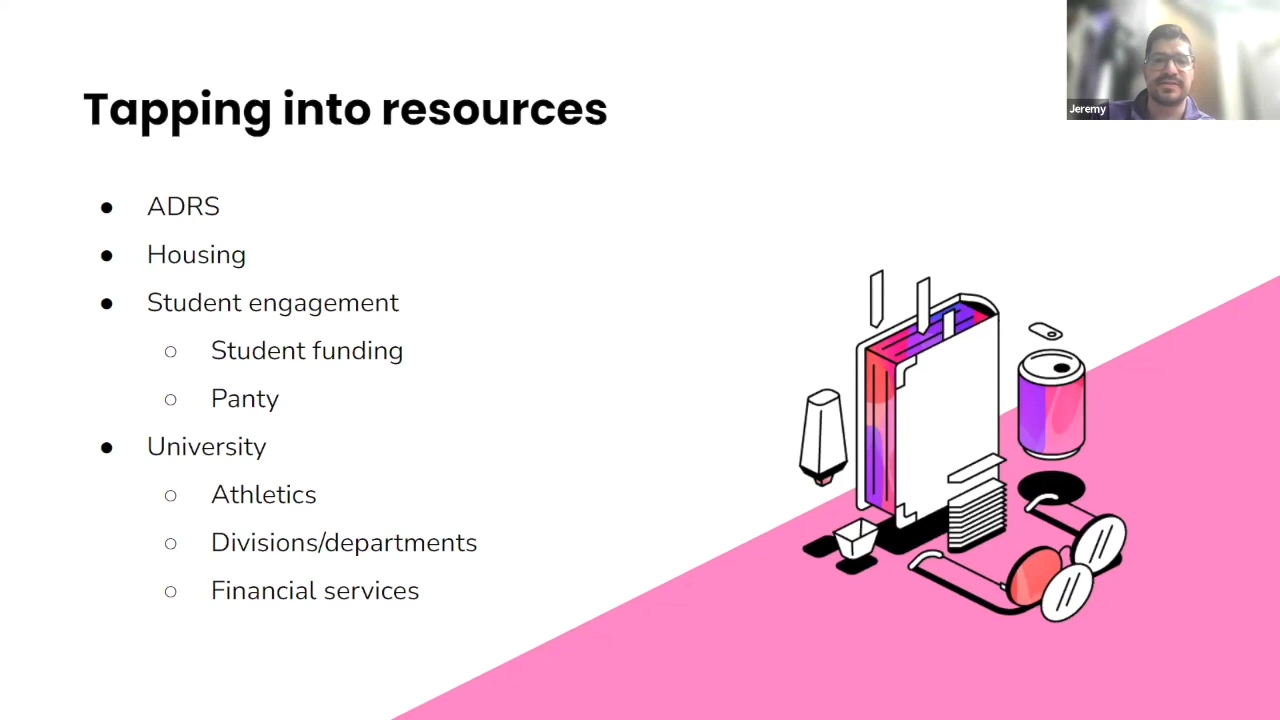 Tapping into resources
Jeremy
● ADRS
● Housing
● Student engagement
○ Student funding
○ Panty
● University
○ Athletics
○ Divisions/departments
○ Financial services